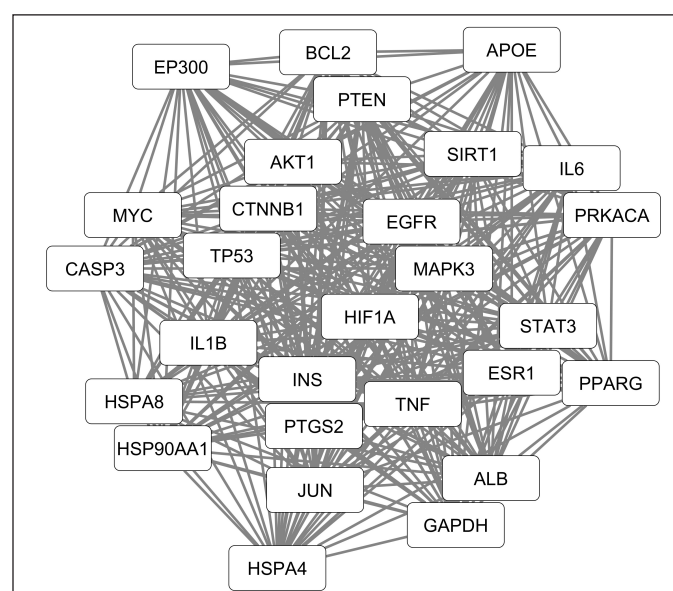 BCL2
APOE
EP300
PTEN
AKT1
SIRT1
IL6
MYC
CTNNB1
EGFR
PRKACA
CASP3
TP53
MAPK3
HIF1A
STAT3
IL1B
INS
ESR1
PPARG
HSPA8
TNF
PTGS2
HSP90AA1
JUN
ALB
GAPDH
HSPA4